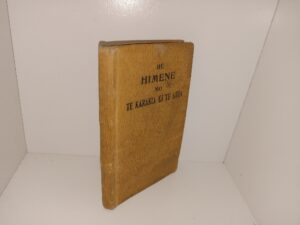 HE
HIMENE
MO
TE KARAKIA KI TE ATUA